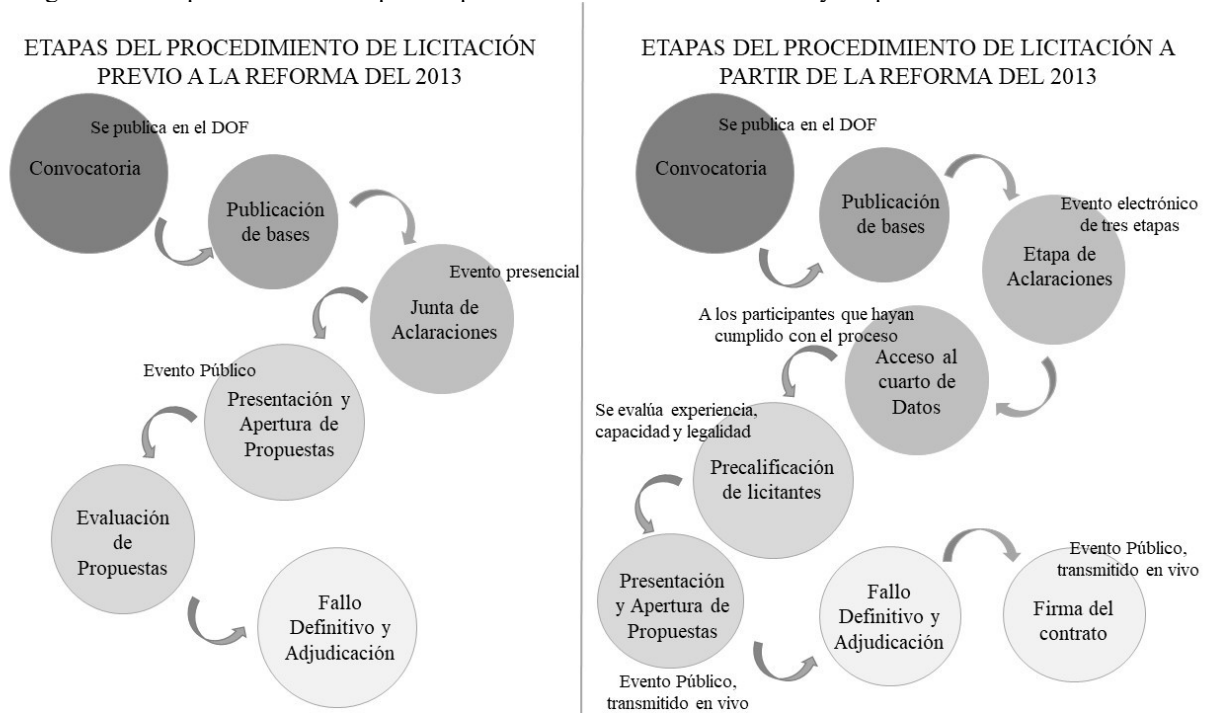 ETAPAS DEL PROCEDIMIENTO DE LICITACIÓN
PREVIO A LA REFORMA DEL 2013
Se publica en el DOF
Convocatoria
Publicación
de bases
Evento presencial
Junta de
Aclaraciones
Evento Público
Presentación y
Apertura de
Propuestas
Evaluación
de
Propuestas
Fallo
Definitivo y
Adjudicación
ETAPAS DEL PROCEDIMIENTO DE LICITACIÓN A
PARTIR DE LA REFORMA DEL 2013
Se publica en el DOF
Convocatoria
Publicación
de bases
Evento electrónico
de tres etapas
Etapa de
Aclaraciones
A los participantes que hayan
cumplido con el proceso
Acceso al
cuarto de
Datos
Se evalúa experiencia,
capacidad y legalidad
Precalificación
de licitantes
Presentación
y Apertura de
Propuestas
Evento Público,
transmitido en vivo
Fallo
Definitivo y
Adjudicación
Evento Público,
transmitido en vivo
Firma del
contrato